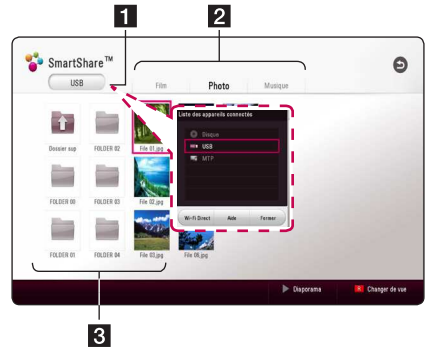 1
2
SmartShare™
USB
Film
Photo
Musique
Liste des appareils connectés
Disque
USB
MTP
Wi-Fi Direct
Aide
Fermer
Dossier sup
FOLDER 02
File 01.jpg
FOLDER 00
FOLDER 03
File 02.jpg
FOLDER 01
FOLDER 04
File 03.jpg
File 06.jpg
Diaporama
Changer de vue
3